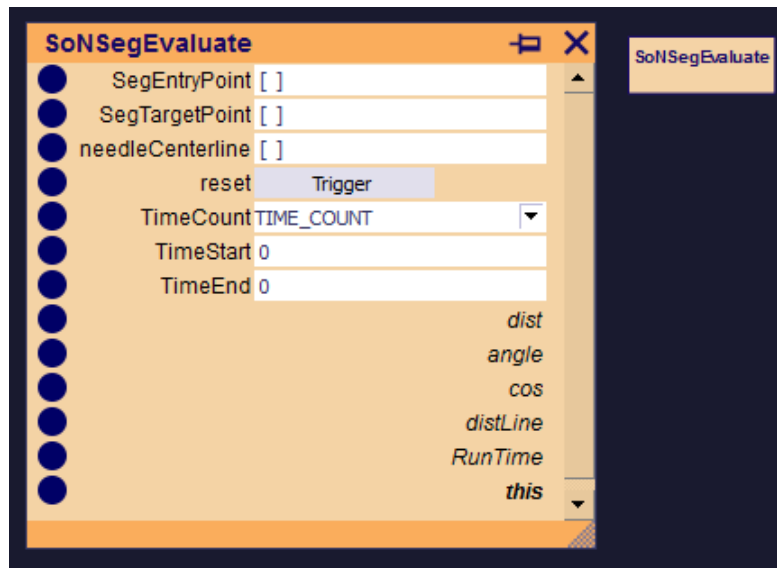 SoNSegEvaluate
SoNSegEvaluate
SegEntryPoint [ ]
SegTargetPoint [ ]
needleCenterline [ ]
reset Trigger
TimeCount TIME_COUNT
TimeStart 0
TimeEnd 0
dist
angle
cos
distLine
RunTime
this